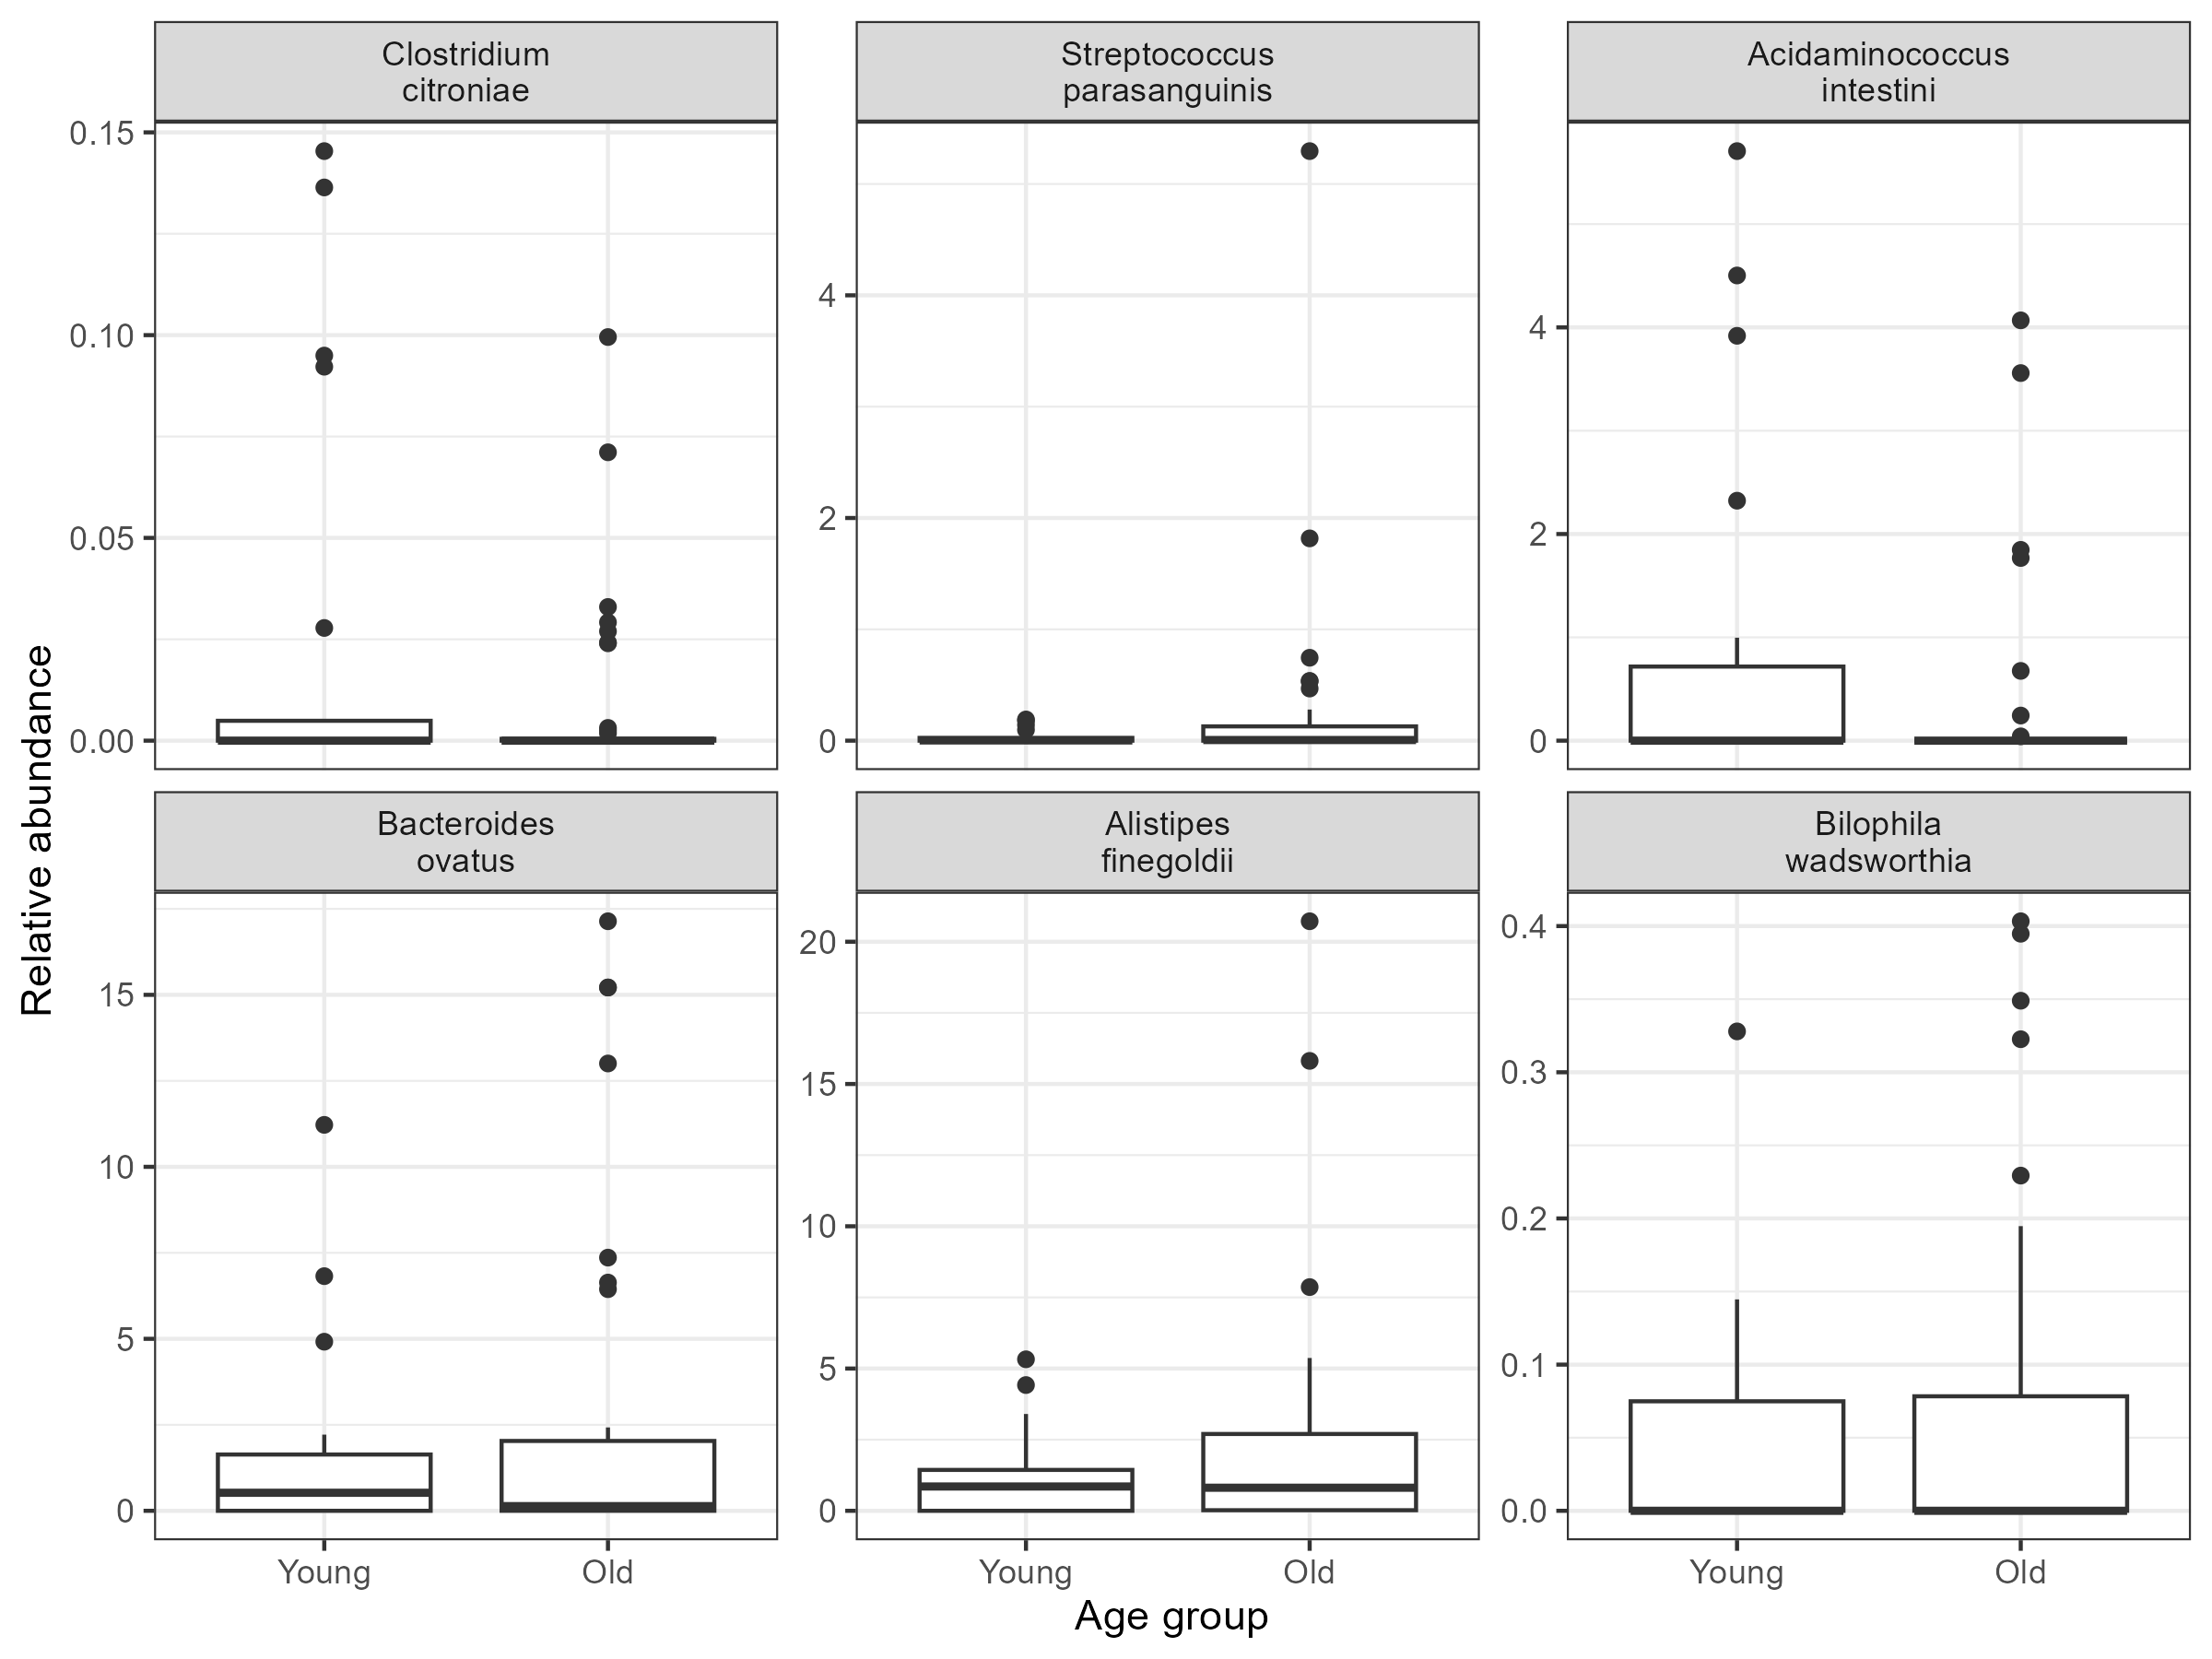 Clostridium
citroniae
Streptococcus
parasanguinis
Acidaminococcus
intestini
0.15
0.10
0.05
0.00
4
2
0
4
2
0
Bacteroides
ovatus
Alistipes
finegoldii
Bilophila
wadsworthia
15
10
5
0
20
15
10
5
0
0.4
0.3
0.2
0.1
0.0
Young
Old
Young
Old
Young
Old
Relative abundance
Age group